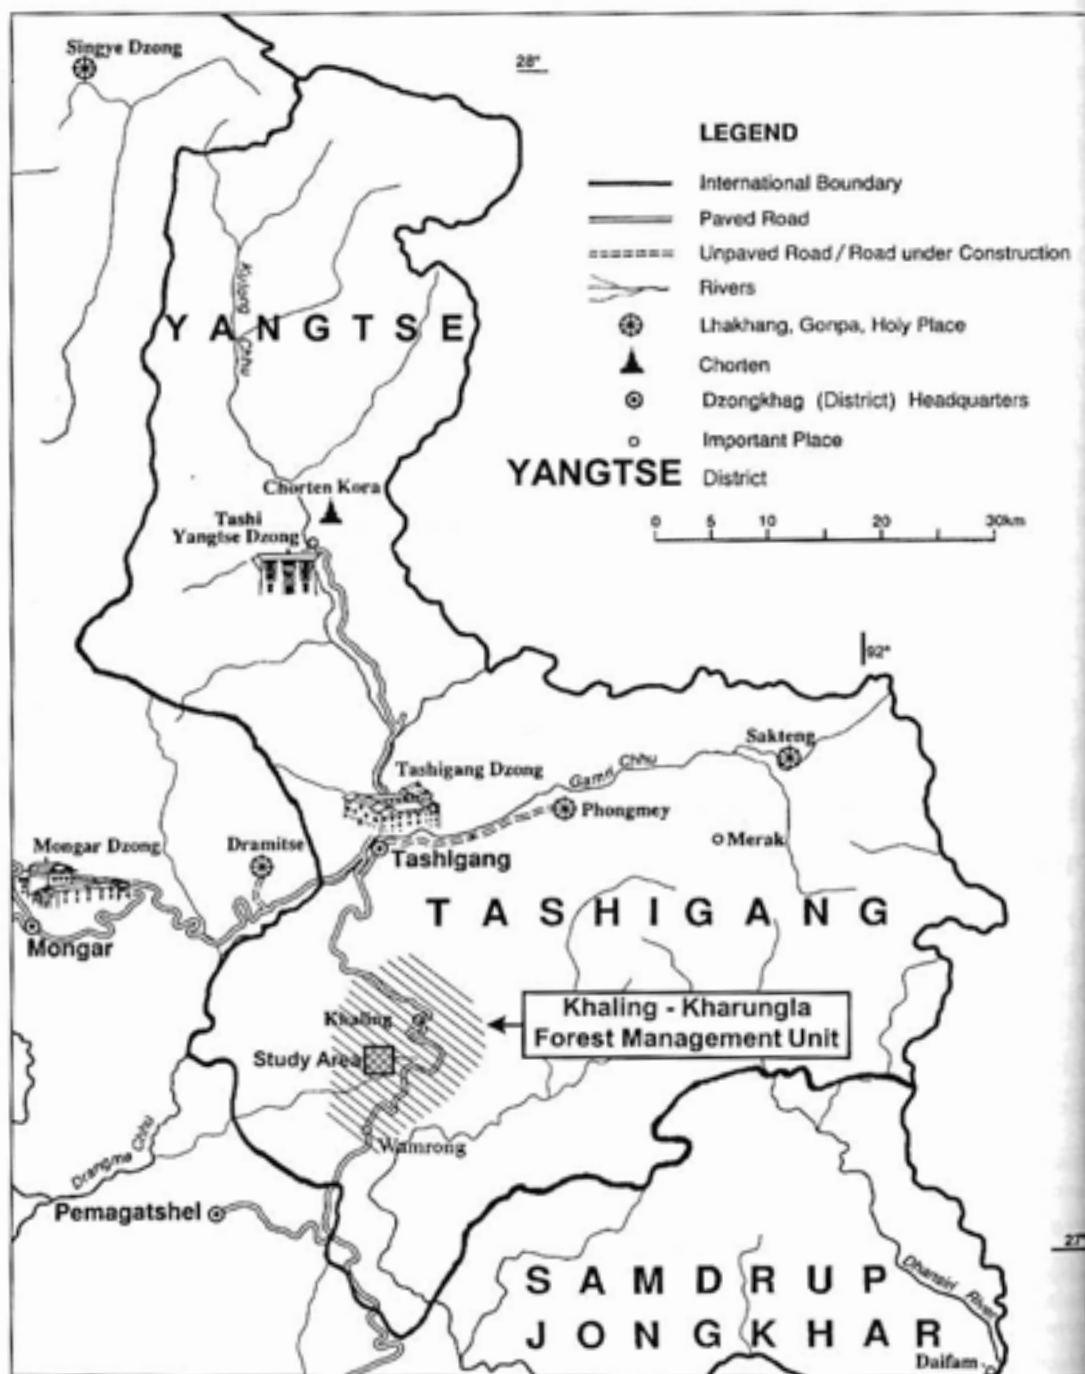 Singye Dzong
28°
LEGEND
International Boundary
Paved Road
Unpaved Road / Road under Construction
Rivers
Lhakhang, Gonpa, Holy Place
Chorten
Dzongkhag (District) Headquarters
Important Place
YANGTSE District
0 5 10 20 30km
Chhu
YANGTSE
Chorten Kora
Tashi
Yangtse Dzong
92°
Sakteng
Gamri Chhu
Tashigang Dzong
Phongmey
Merak
Mongar Dzong
Dramitse
Tashigang
Mongar
TASHIGANG
Khaling - Kharungla
Forest Management Unit
Khaling
Study Area
Wamrong
Drangme Chhu
Pemagatshel
27°
SAMDRUP
JONGKHAR
Dhansiri River
Daifam